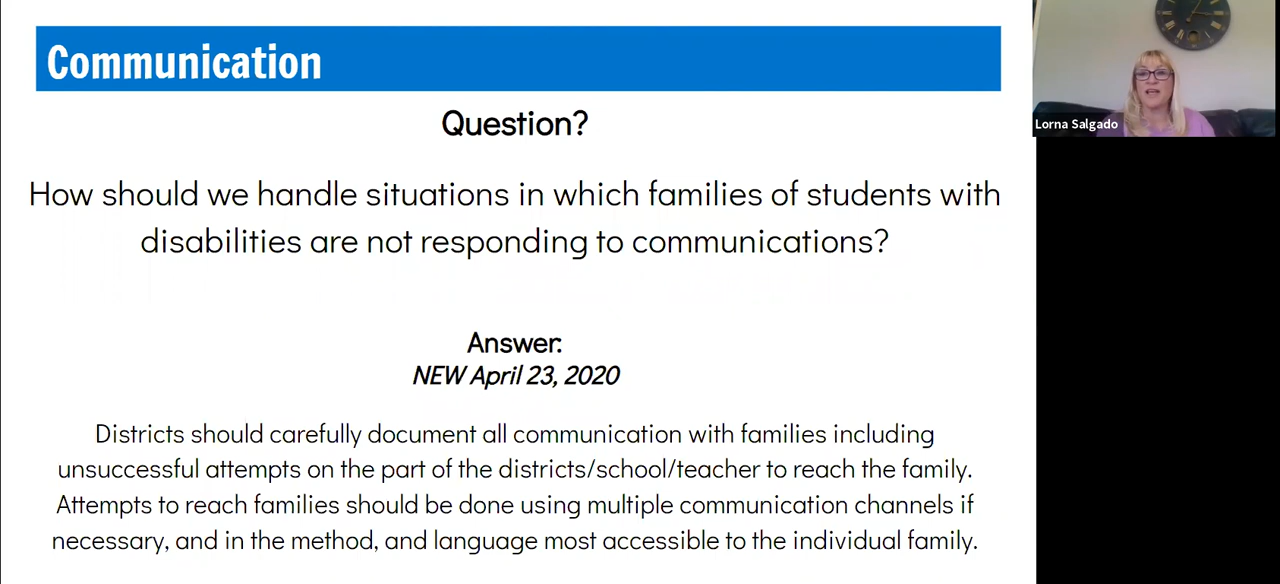 Communication
Question?
How should we handle situations in which families of students with
disabilities are not responding to communications?
Answer:
NEW April 23, 2020
Districts should carefully document all communication with families including
unsuccessful attempts on the part of the districts/school/teacher to reach the family.
Attempts to reach families should be done using multiple communication channels if
necessary, and in the method, and language most accessible to the individual family.
Lorna Salgado